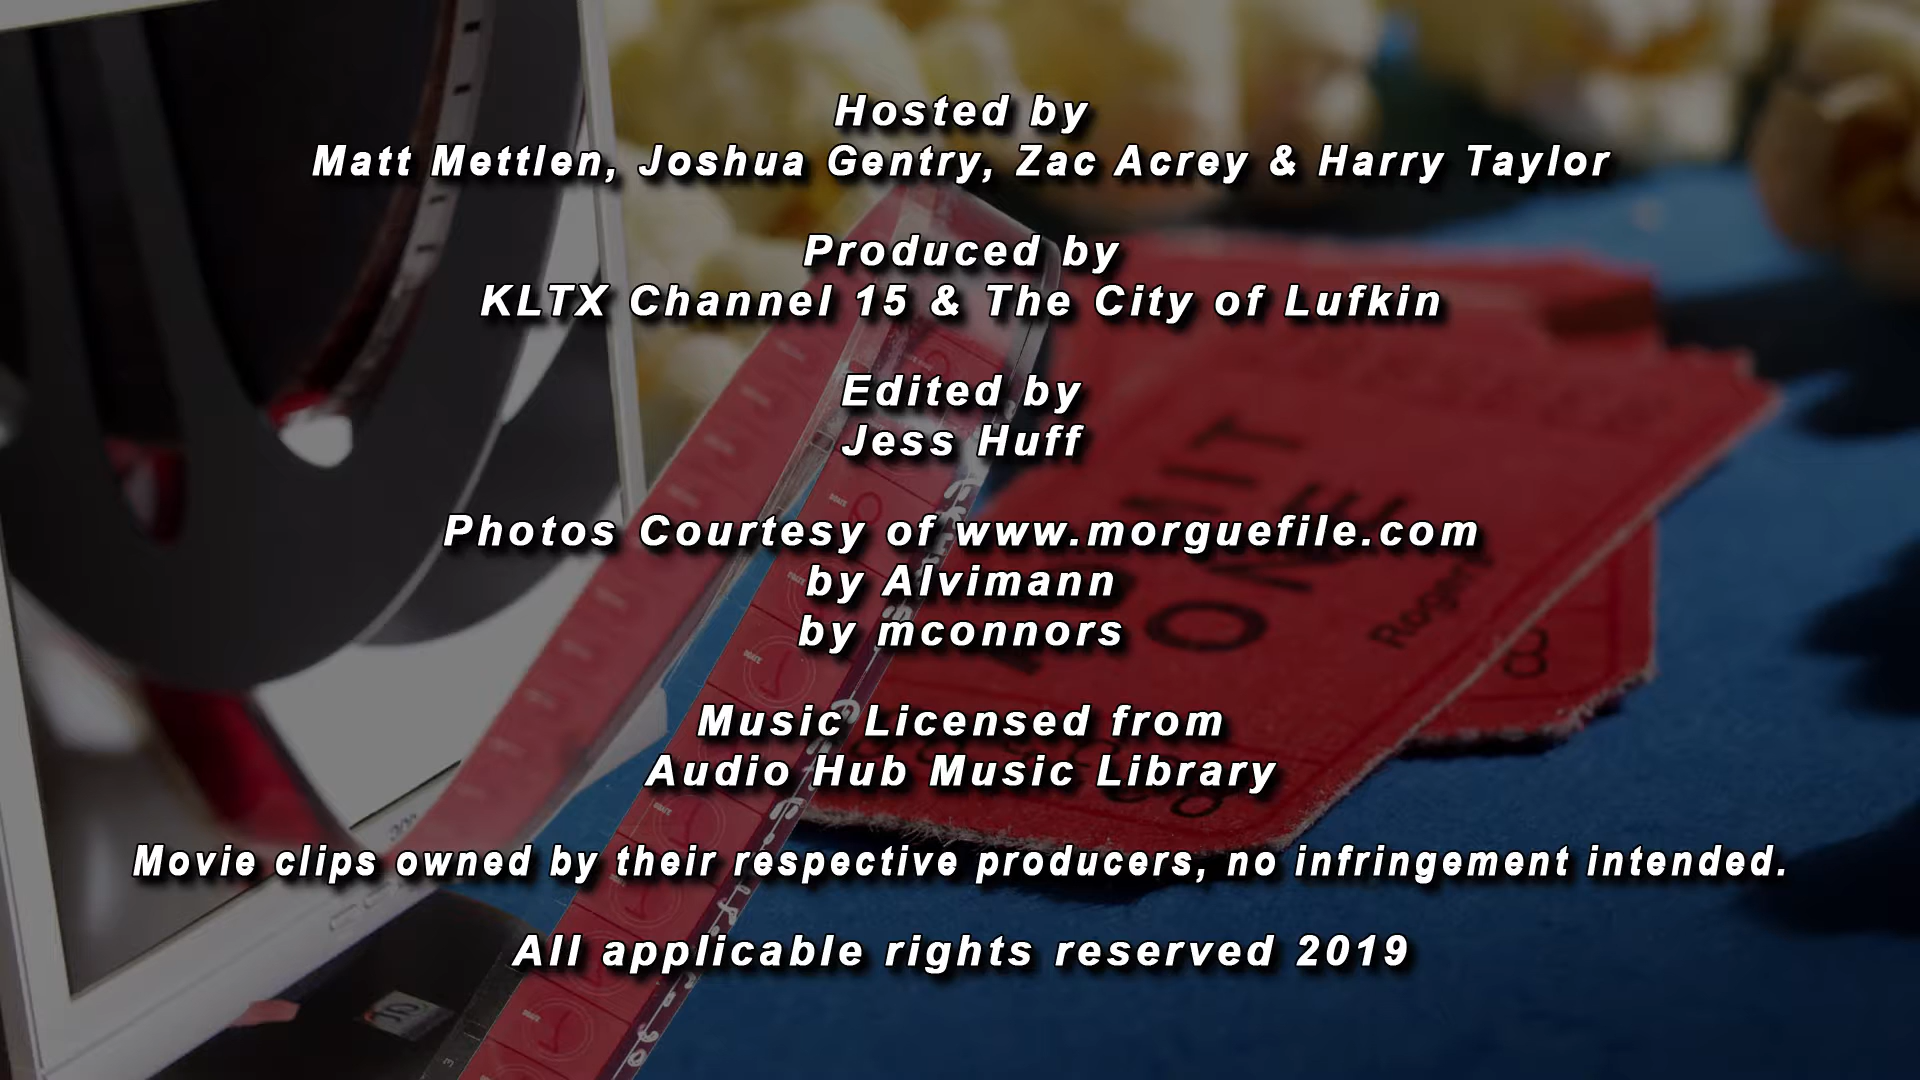 Hosted by
Matt Mettlen, Joshua Gentry, Zac Acrey & Harry Taylor
Produced by
KLTX Channel 15 & The City of Lufkin
Edited by
Jess Huff
Photos Courtesy of www.morguefile.com
by Alvimann
by mconnors
Music Licensed from
Audio Hub Music Library
Movie clips owned by their respective producers, no infringement intended.
All applicable rights reserved 2019
ONE